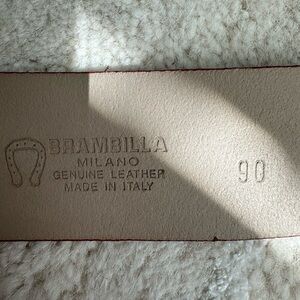 BRAMBILLA
MILANO
GENUINE LEATHER
MADE IN ITALY
90